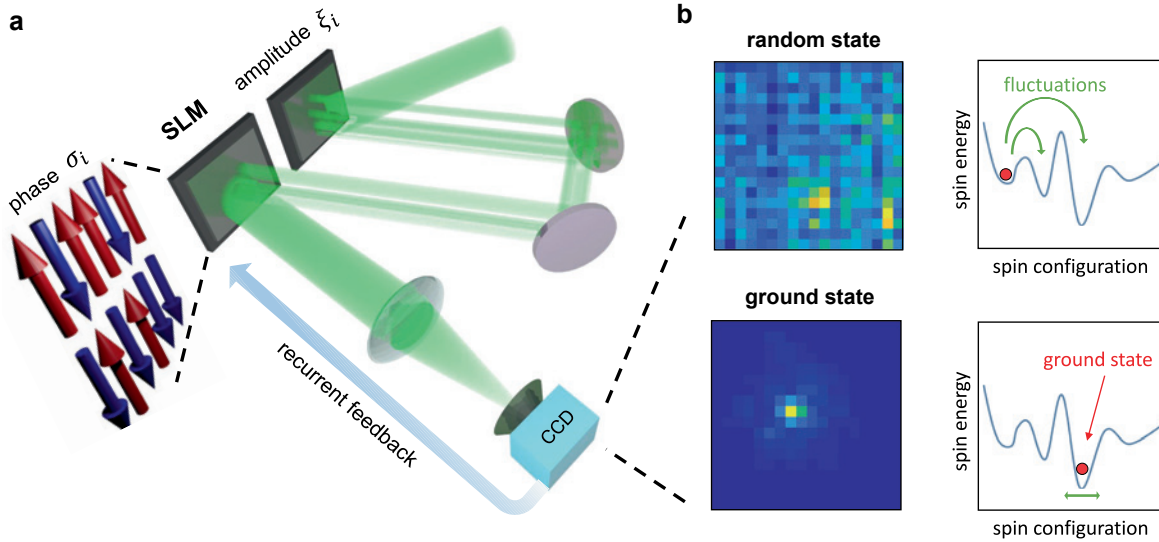 a
amplitude ξᵢ
SLM
phase σᵢ
recurrent feedback
CCD
b
random state
fluctuations
spin energy
spin configuration
ground state
ground state
spin energy
spin configuration